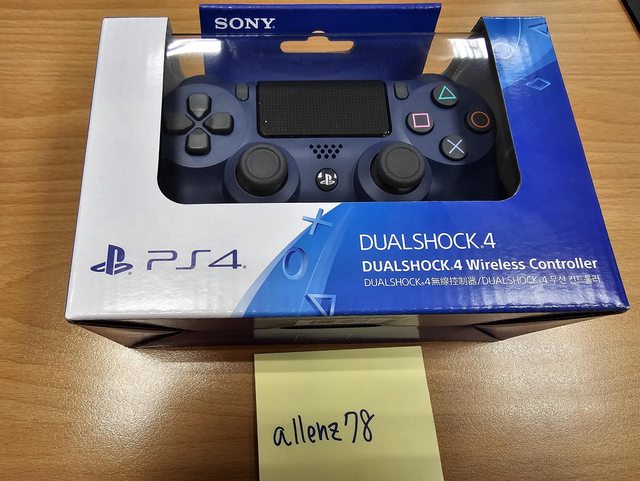 SONY
PS4
DUALSHOCK®4
DUALSHOCK®4 Wireless Controller
DUALSHOCK®4無線控制器/DUALSHOCK®4 무선 컨트롤러
allenz78